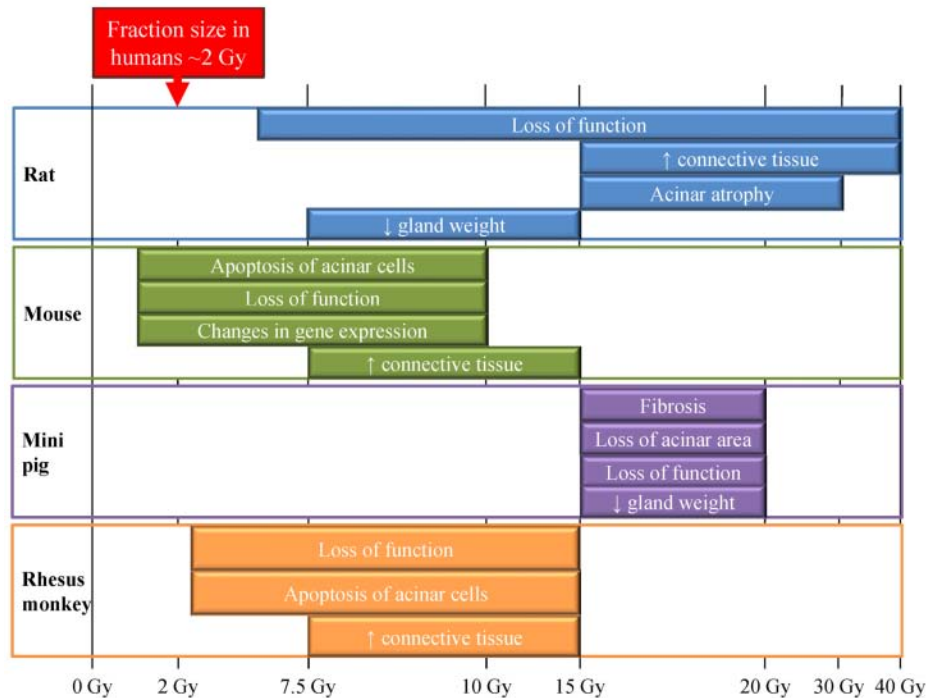 Fraction size in
humans ~2 Gy
Rat
Loss of function
↑ connective tissue
Acinar atrophy
↓ gland weight
Mouse
Apoptosis of acinar cells
Loss of function
Changes in gene expression
↑ connective tissue
Mini
pig
Fibrosis
Loss of acinar area
Loss of function
↓ gland weight
Rhesus
monkey
Loss of function
Apoptosis of acinar cells
↑ connective tissue
0 Gy 2 Gy 7.5 Gy 10 Gy 15 Gy 20 Gy 30 Gy 40 Gy